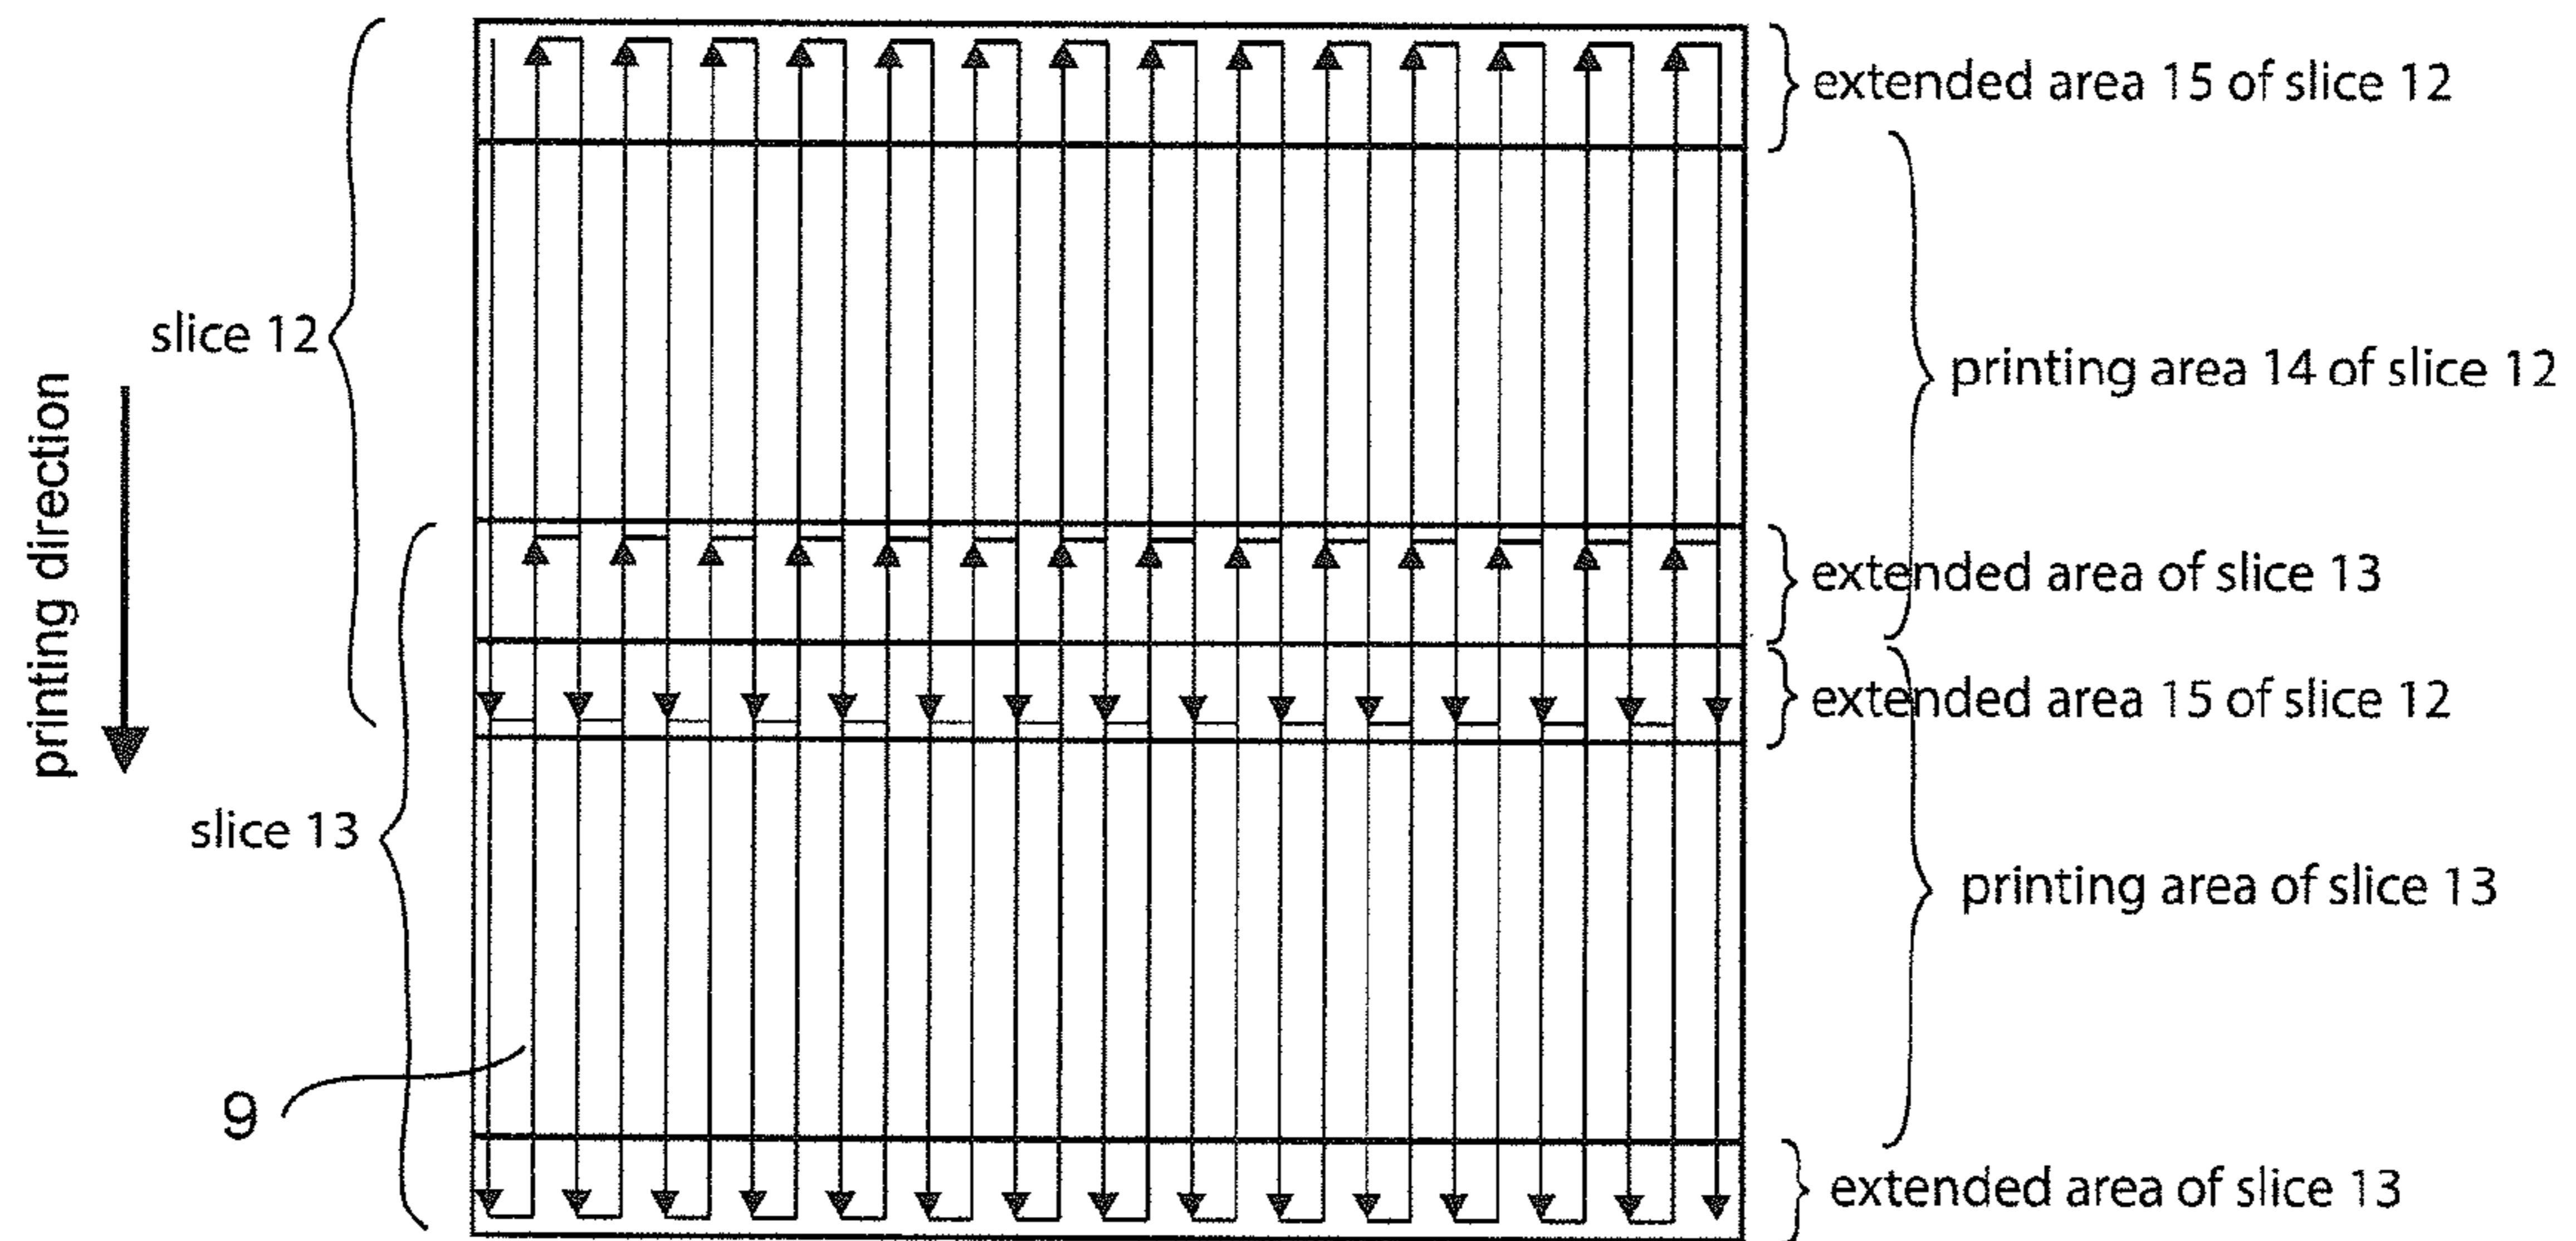 extended area 15 of slice 12
slice 12
printing area 14 of slice 12
printing direction
extended area of slice 13
extended area 15 of slice 12
slice 13
printing area of slice 13
9
extended area of slice 13